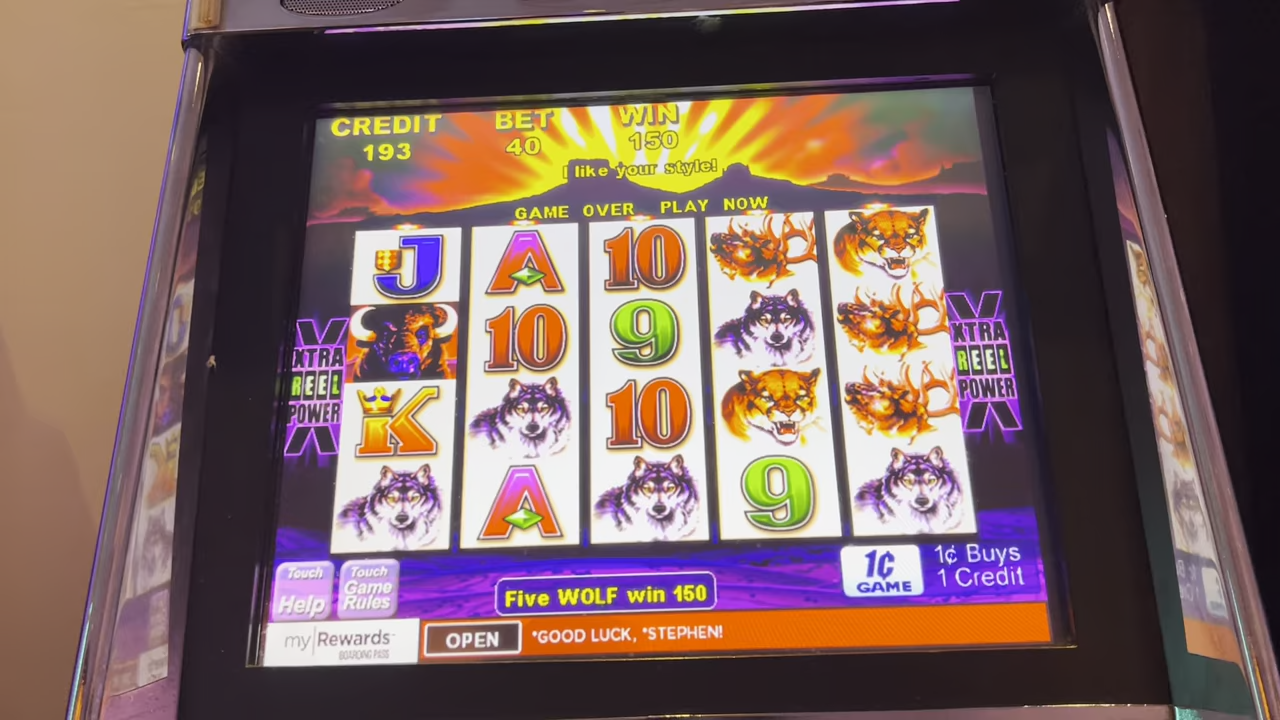 CREDIT BET WIN
193 40 150
I like your style!
GAME OVER PLAY NOW
J A 10
10 9
K 10
A 9
XTRA
REEL
POWER
X
XTRA
REEL
POWER
X
Touch
Help
Touch
Game
Rules
Five WOLF win 150
1¢
GAME
1¢ Buys
1 Credit
my|Rewards
BOARDING PASS
OPEN
*GOOD LUCK, *STEPHEN!